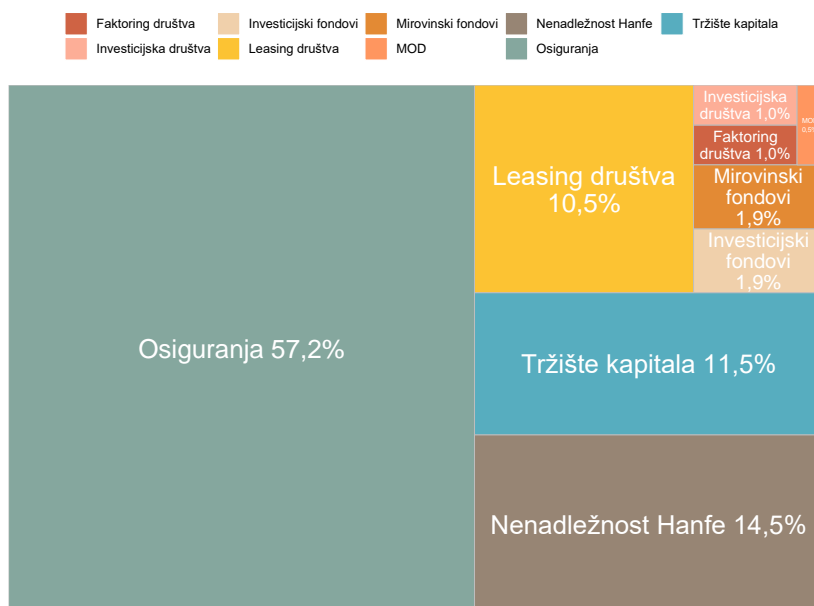 Faktoring društva
Investicijski fondovi
Mirovinski fondovi
Nenadležnost Hanfe
Tržište kapitala
Investicijska društva
Leasing društva
MOD
Osiguranja
Osiguranja 57,2%
Leasing društva
10,5%
Investicijska
društva 1,0%
Faktoring
društva 1,0%
0,5%
Mirovinski
fondovi
1,9%
Investicijski
fondovi
1,9%
Tržište kapitala 11,5%
Nenadležnost Hanfe 14,5%